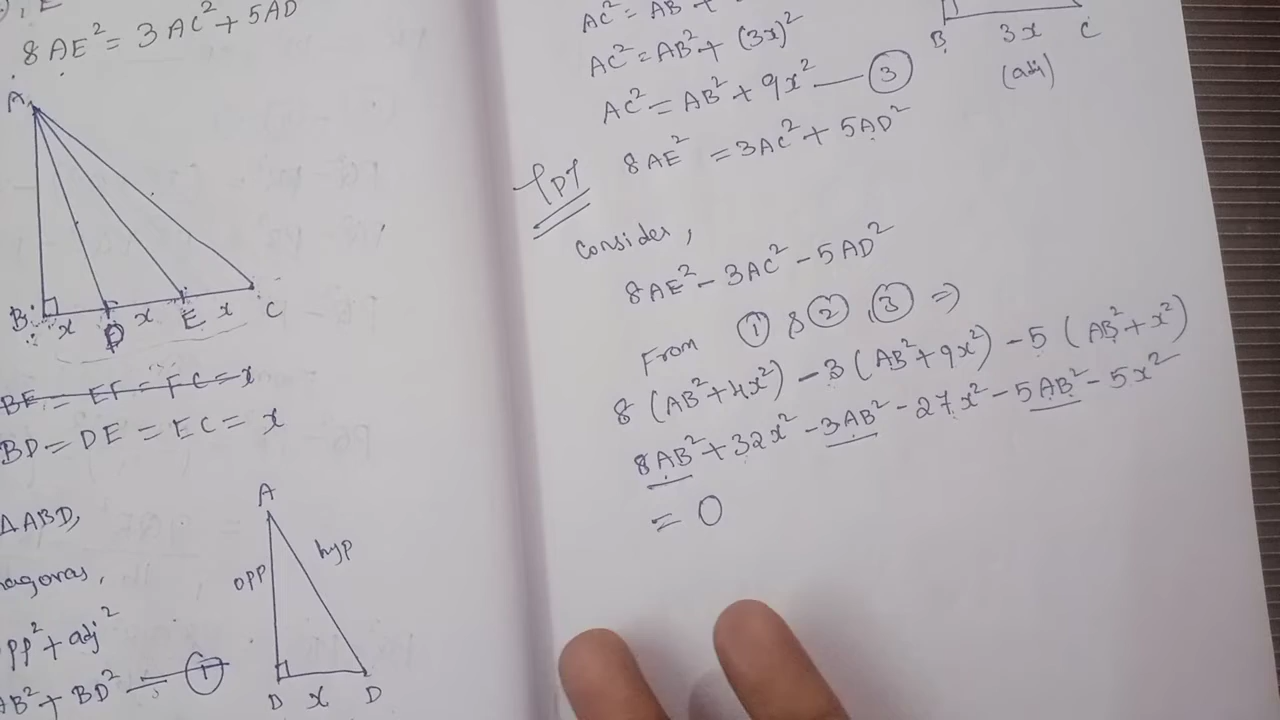 8AE² = 3AC² + 5AD
A
B x D x E x C
BE = EF = FC = x
BD = DE = EC = x
ΔABD,
agoras,
A
opp hyp
pp² + adj²
AB² + BD² — ①
D x D
AC² = AB +
AC² = AB² + (3x)²
AC² = AB² + 9x² — ③
B 3x C
(adj)
TPT 8AE² = 3AC² + 5AD²
Consider,
8AE² - 3AC² - 5AD²
From ① & ②, ③ ⇒
8 (AB² + 4x²) - 3 (AB² + 9x²) - 5 (AB² + x²)
8AB² + 32x² - 3AB² - 27x² - 5AB² - 5x²
= 0